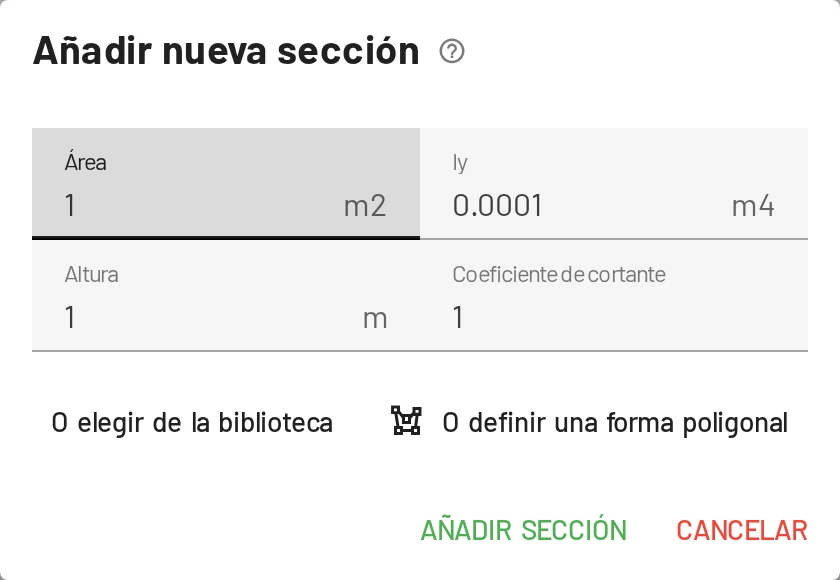 Añadir nueva sección ?
Área Iy
1 m2 0.0001 m4
Altura Coeficiente de cortante
1 m 1
O elegir de la biblioteca O definir una forma poligonal
AÑADIR SECCIÓN CANCELAR